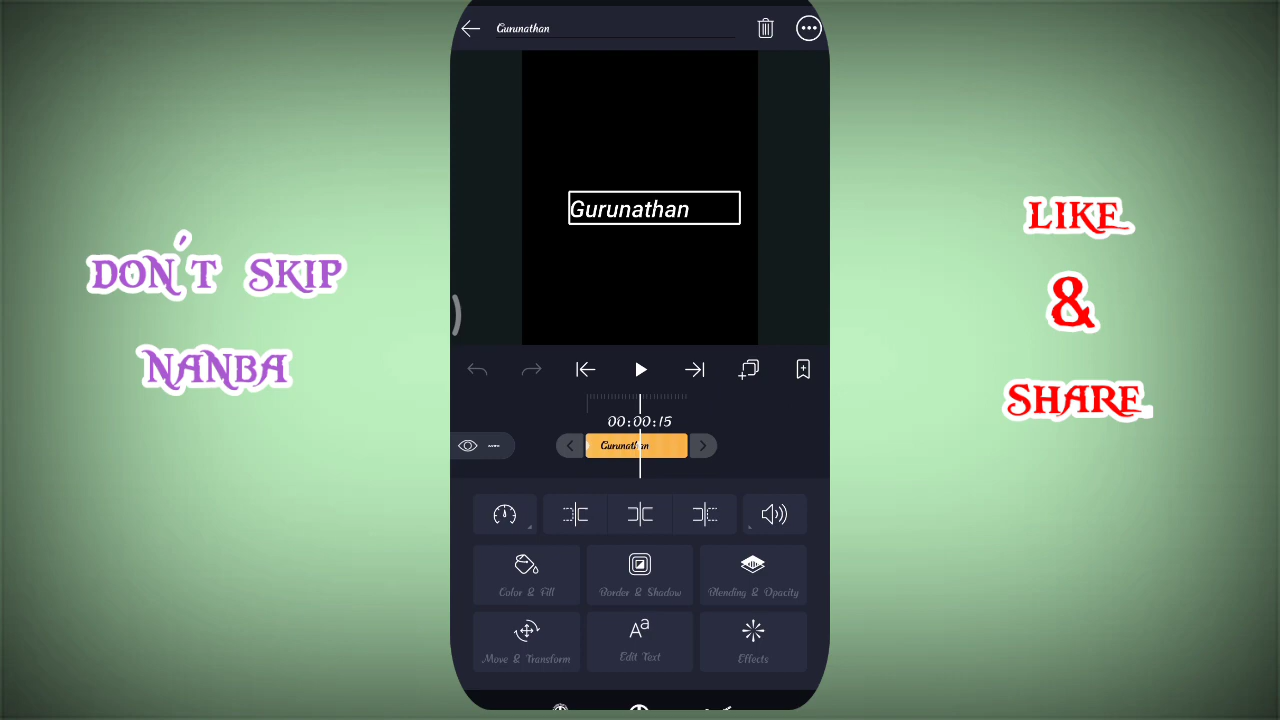 Gurunathan
Gurunathan
DON'T SKIP
NANBA
LIKE
&
SHARE
00:00:15
Gurunathan
Color & Fill
Border & Shadow
Blending & Opacity
Move & Transform
Aa
Edit Text
Effects